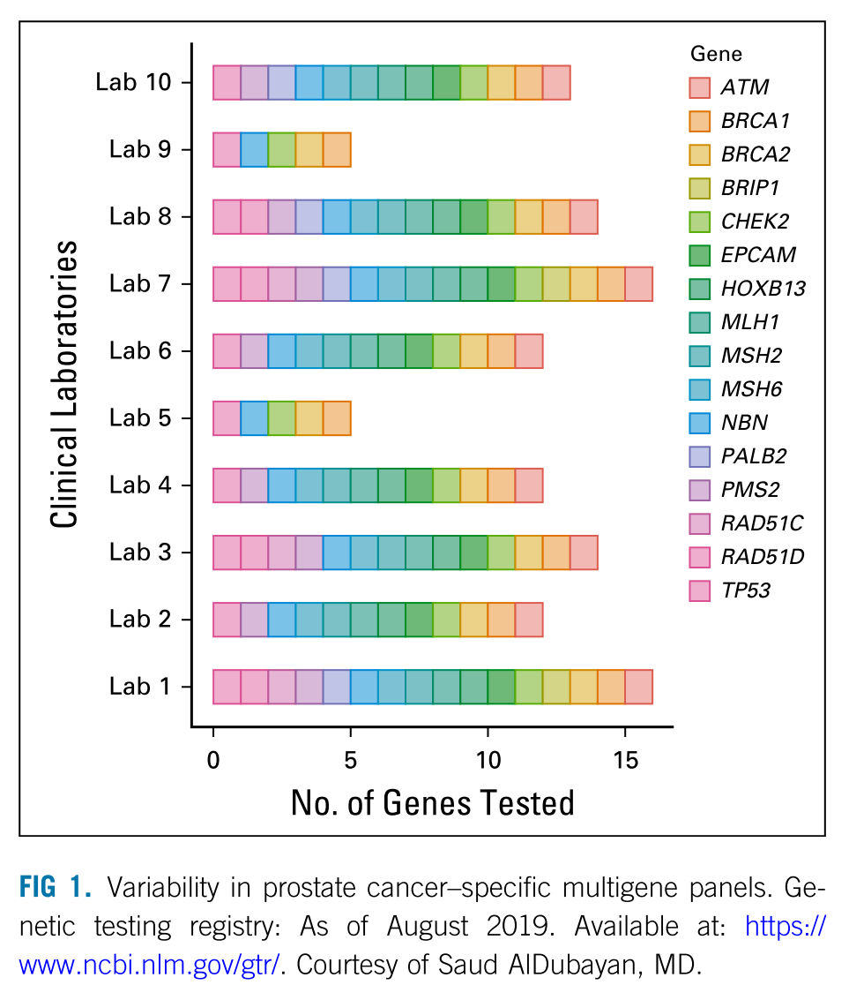 Gene
ATM
BRCA1
BRCA2
BRIP1
CHEK2
EPCAM
HOXB13
MLH1
MSH2
MSH6
NBN
PALB2
PMS2
RAD51C
RAD51D
TP53
Clinical Laboratories
Lab 10
Lab 9
Lab 8
Lab 7
Lab 6
Lab 5
Lab 4
Lab 3
Lab 2
Lab 1
0 5 10 15
No. of Genes Tested
FIG 1. Variability in prostate cancer–specific multigene panels. Ge-
netic testing registry: As of August 2019. Available at: https://
www.ncbi.nlm.gov/gtr/. Courtesy of Saud AlDubayan, MD.